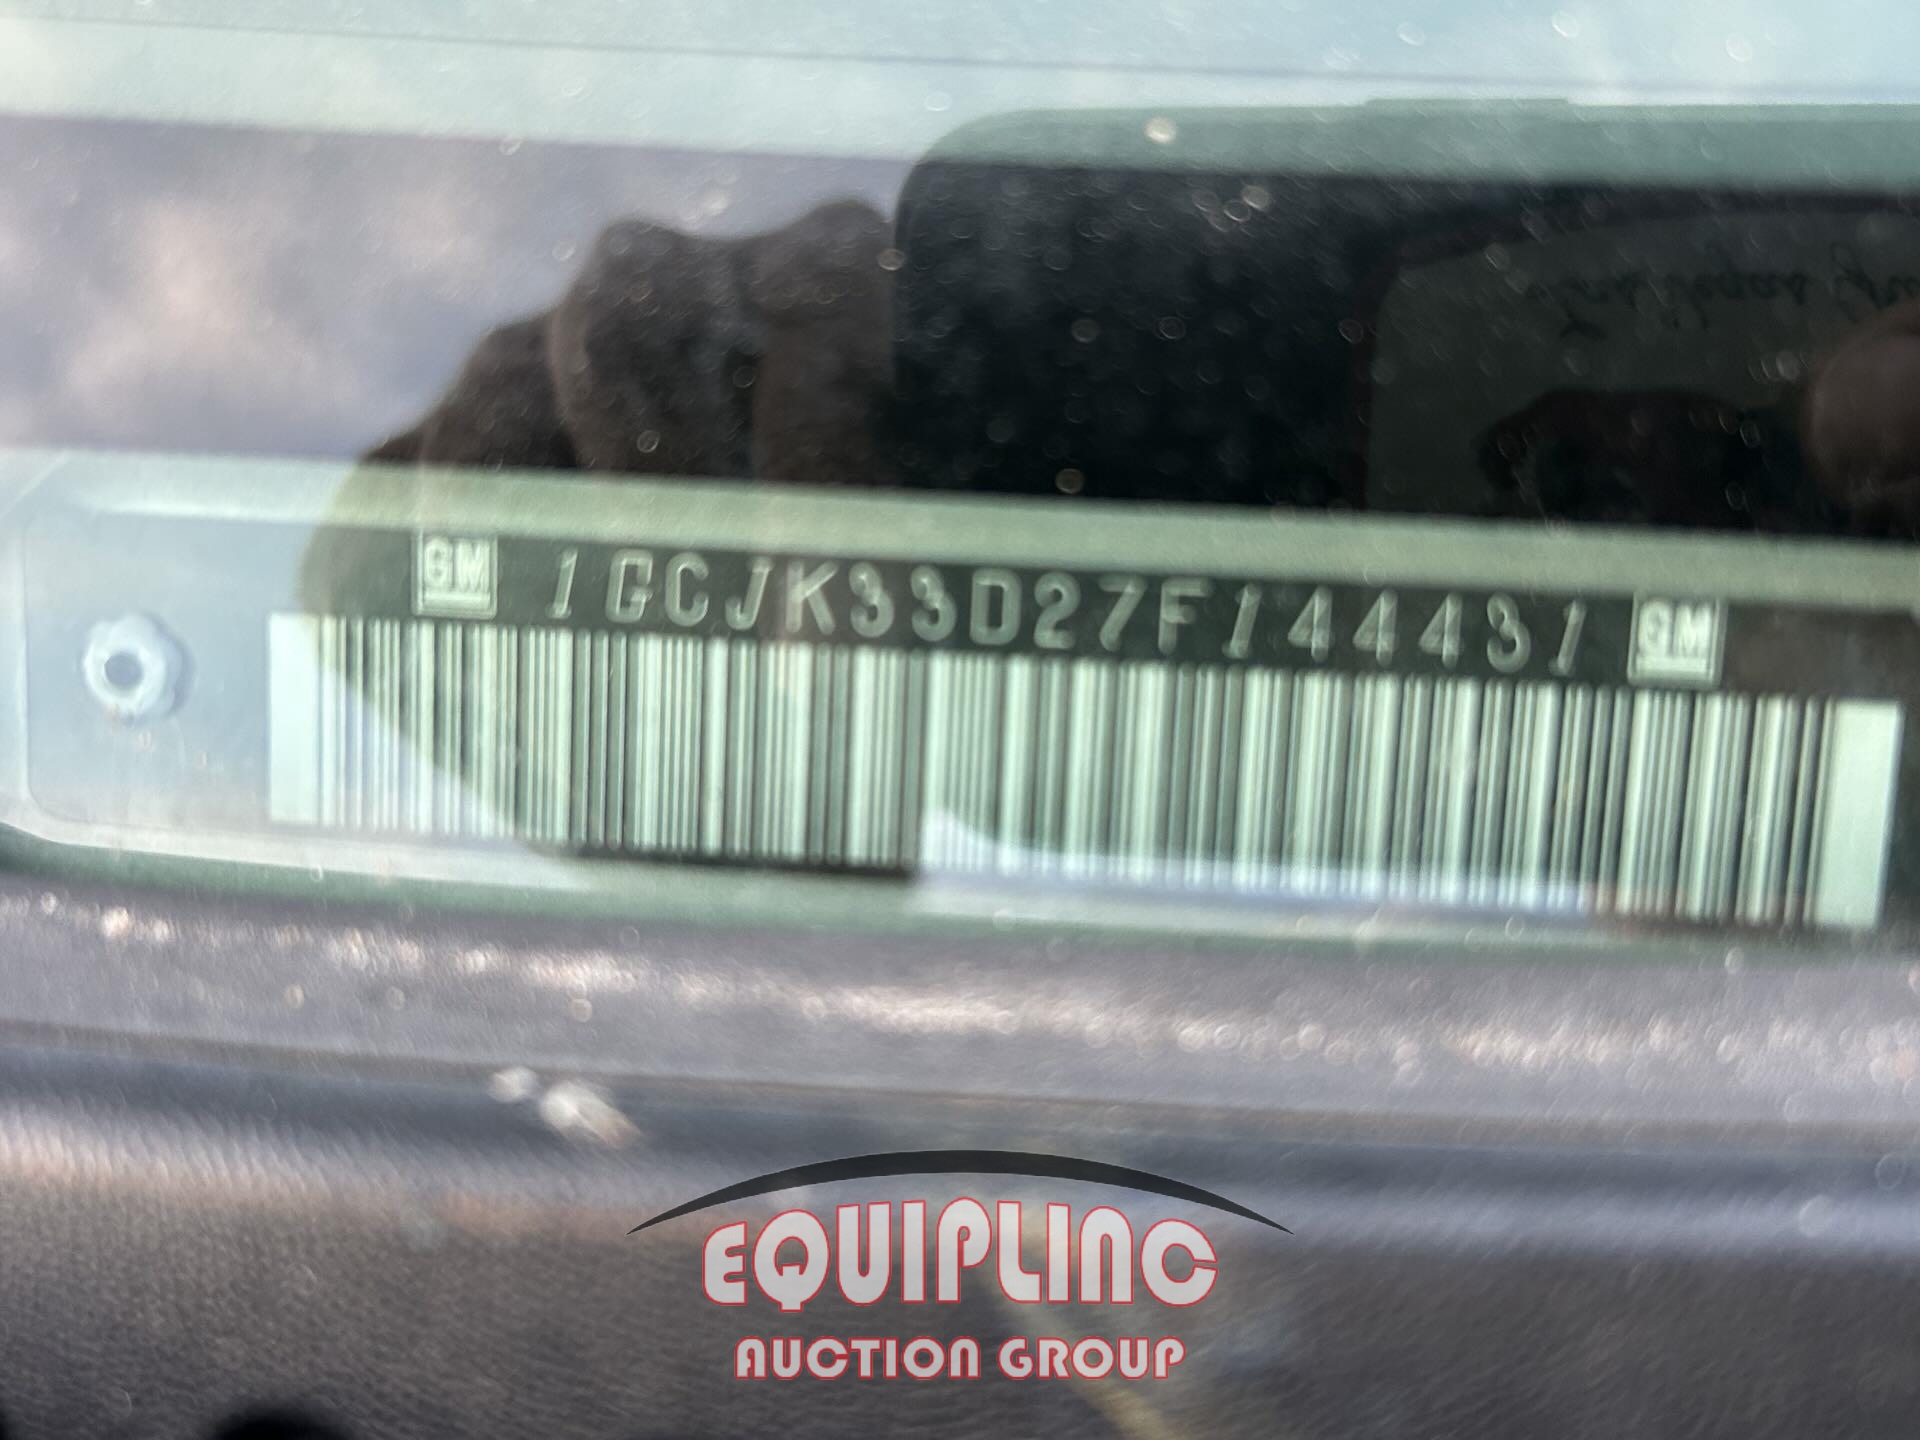 GM 1GCJK33D27F144431 GM
EQUIPLINC
AUCTION GROUP